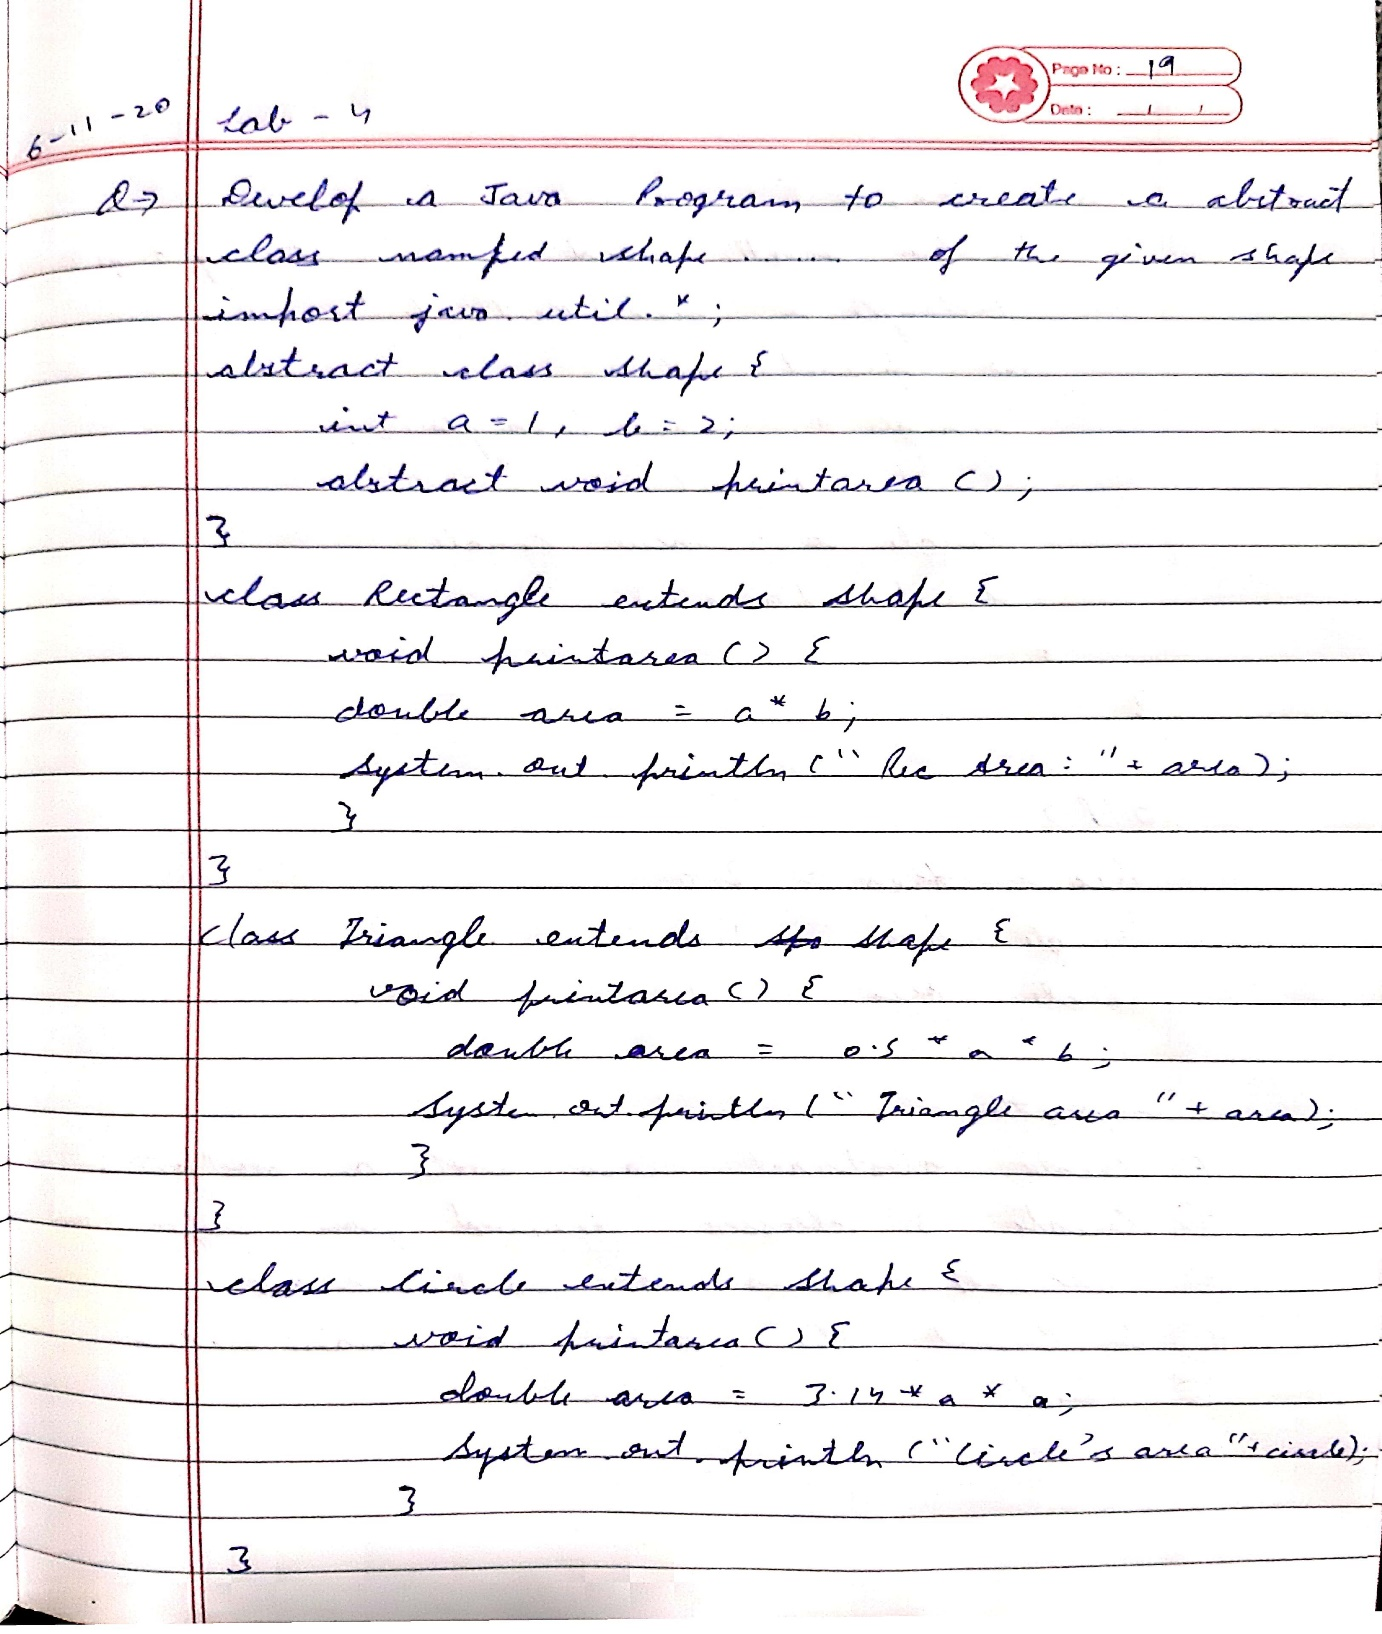 Page No: 19
Date: / /
6-11-20 Lab - 4
Q→ Develop a Java Program to create a abstract
class namped shape ....... of the given shape
import java.util.*;
abstract class shape {
int a = 1, b = 2;
abstract void printarea ();
}
class Rectangle extends shape {
void printarea () {
double area = a * b;
System.out.println (" Rec Area: " + area);
}
}
class Triangle extends shape {
void printarea () {
double area = 0.5 * a * b;
System.out.println (" Triangle area " + area);
}
}
class Circle extends shape {
void printarea () {
double area = 3.14 * a * a;
System.out.println ("Circle's area "+ circle);
}
}